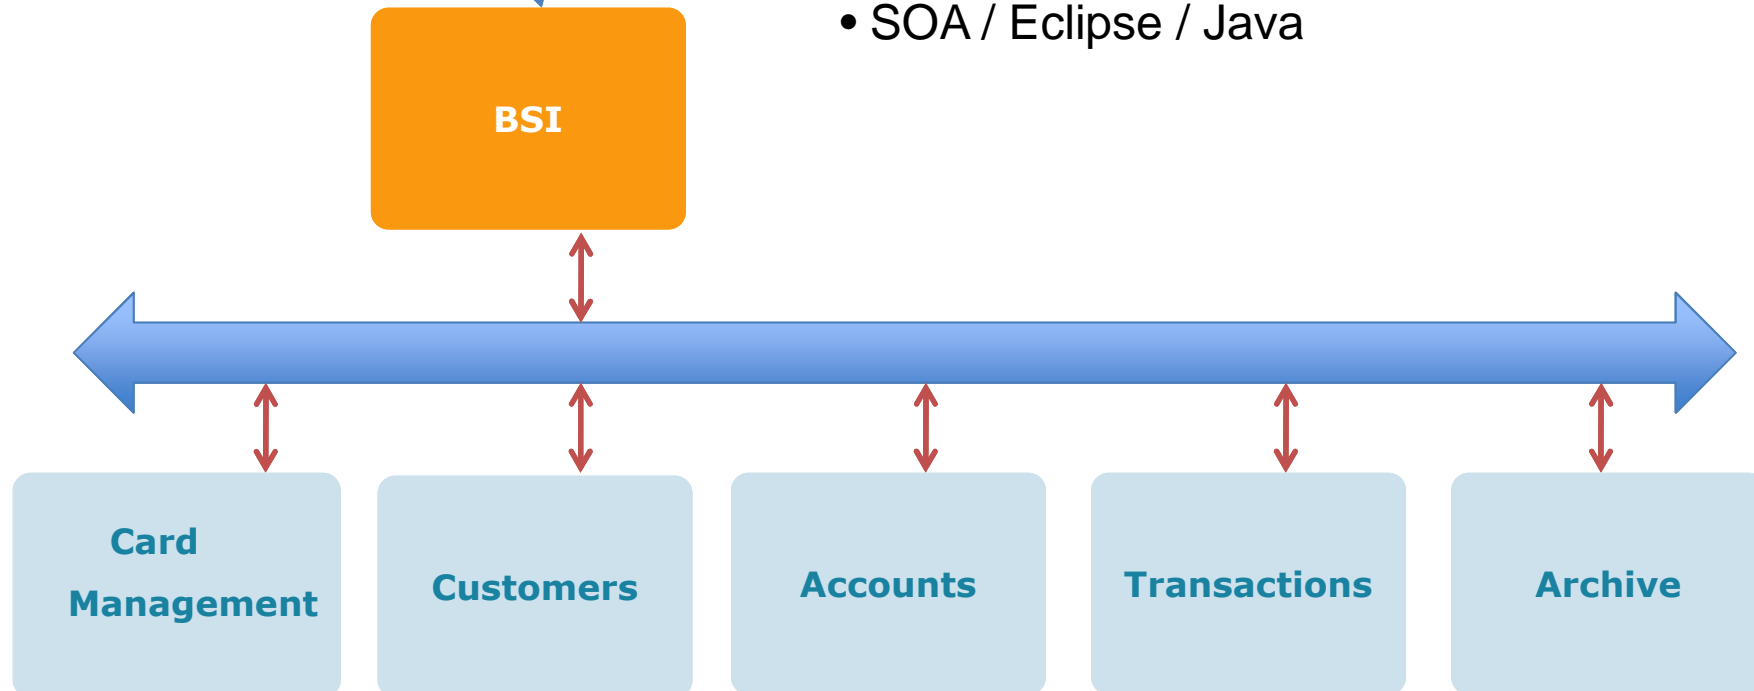 • SOA / Eclipse / Java
BSI
Card
Management
Customers
Accounts
Transactions
Archive